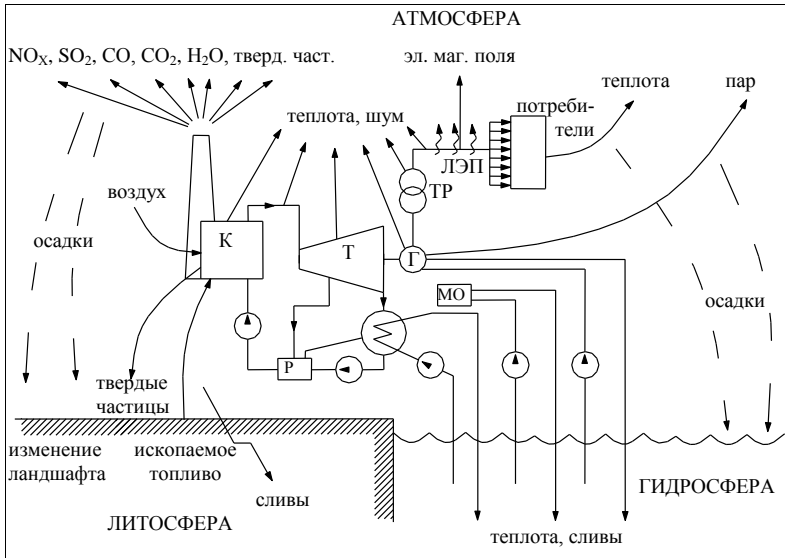 АТМОСФЕРА
NOX, SO2, CO, CO2, H2O, тверд. част.
эл. маг. поля
теплота
пар
потреби-
тели
теплота, шум
ЛЭП
ТР
воздух
осадки
К
Т
Г
МО
осадки
Р
твердые
частицы
изменение
ландшафта
ископаемое
топливо
сливы
ГИДРОСФЕРА
ЛИТОСФЕРА
теплота, сливы